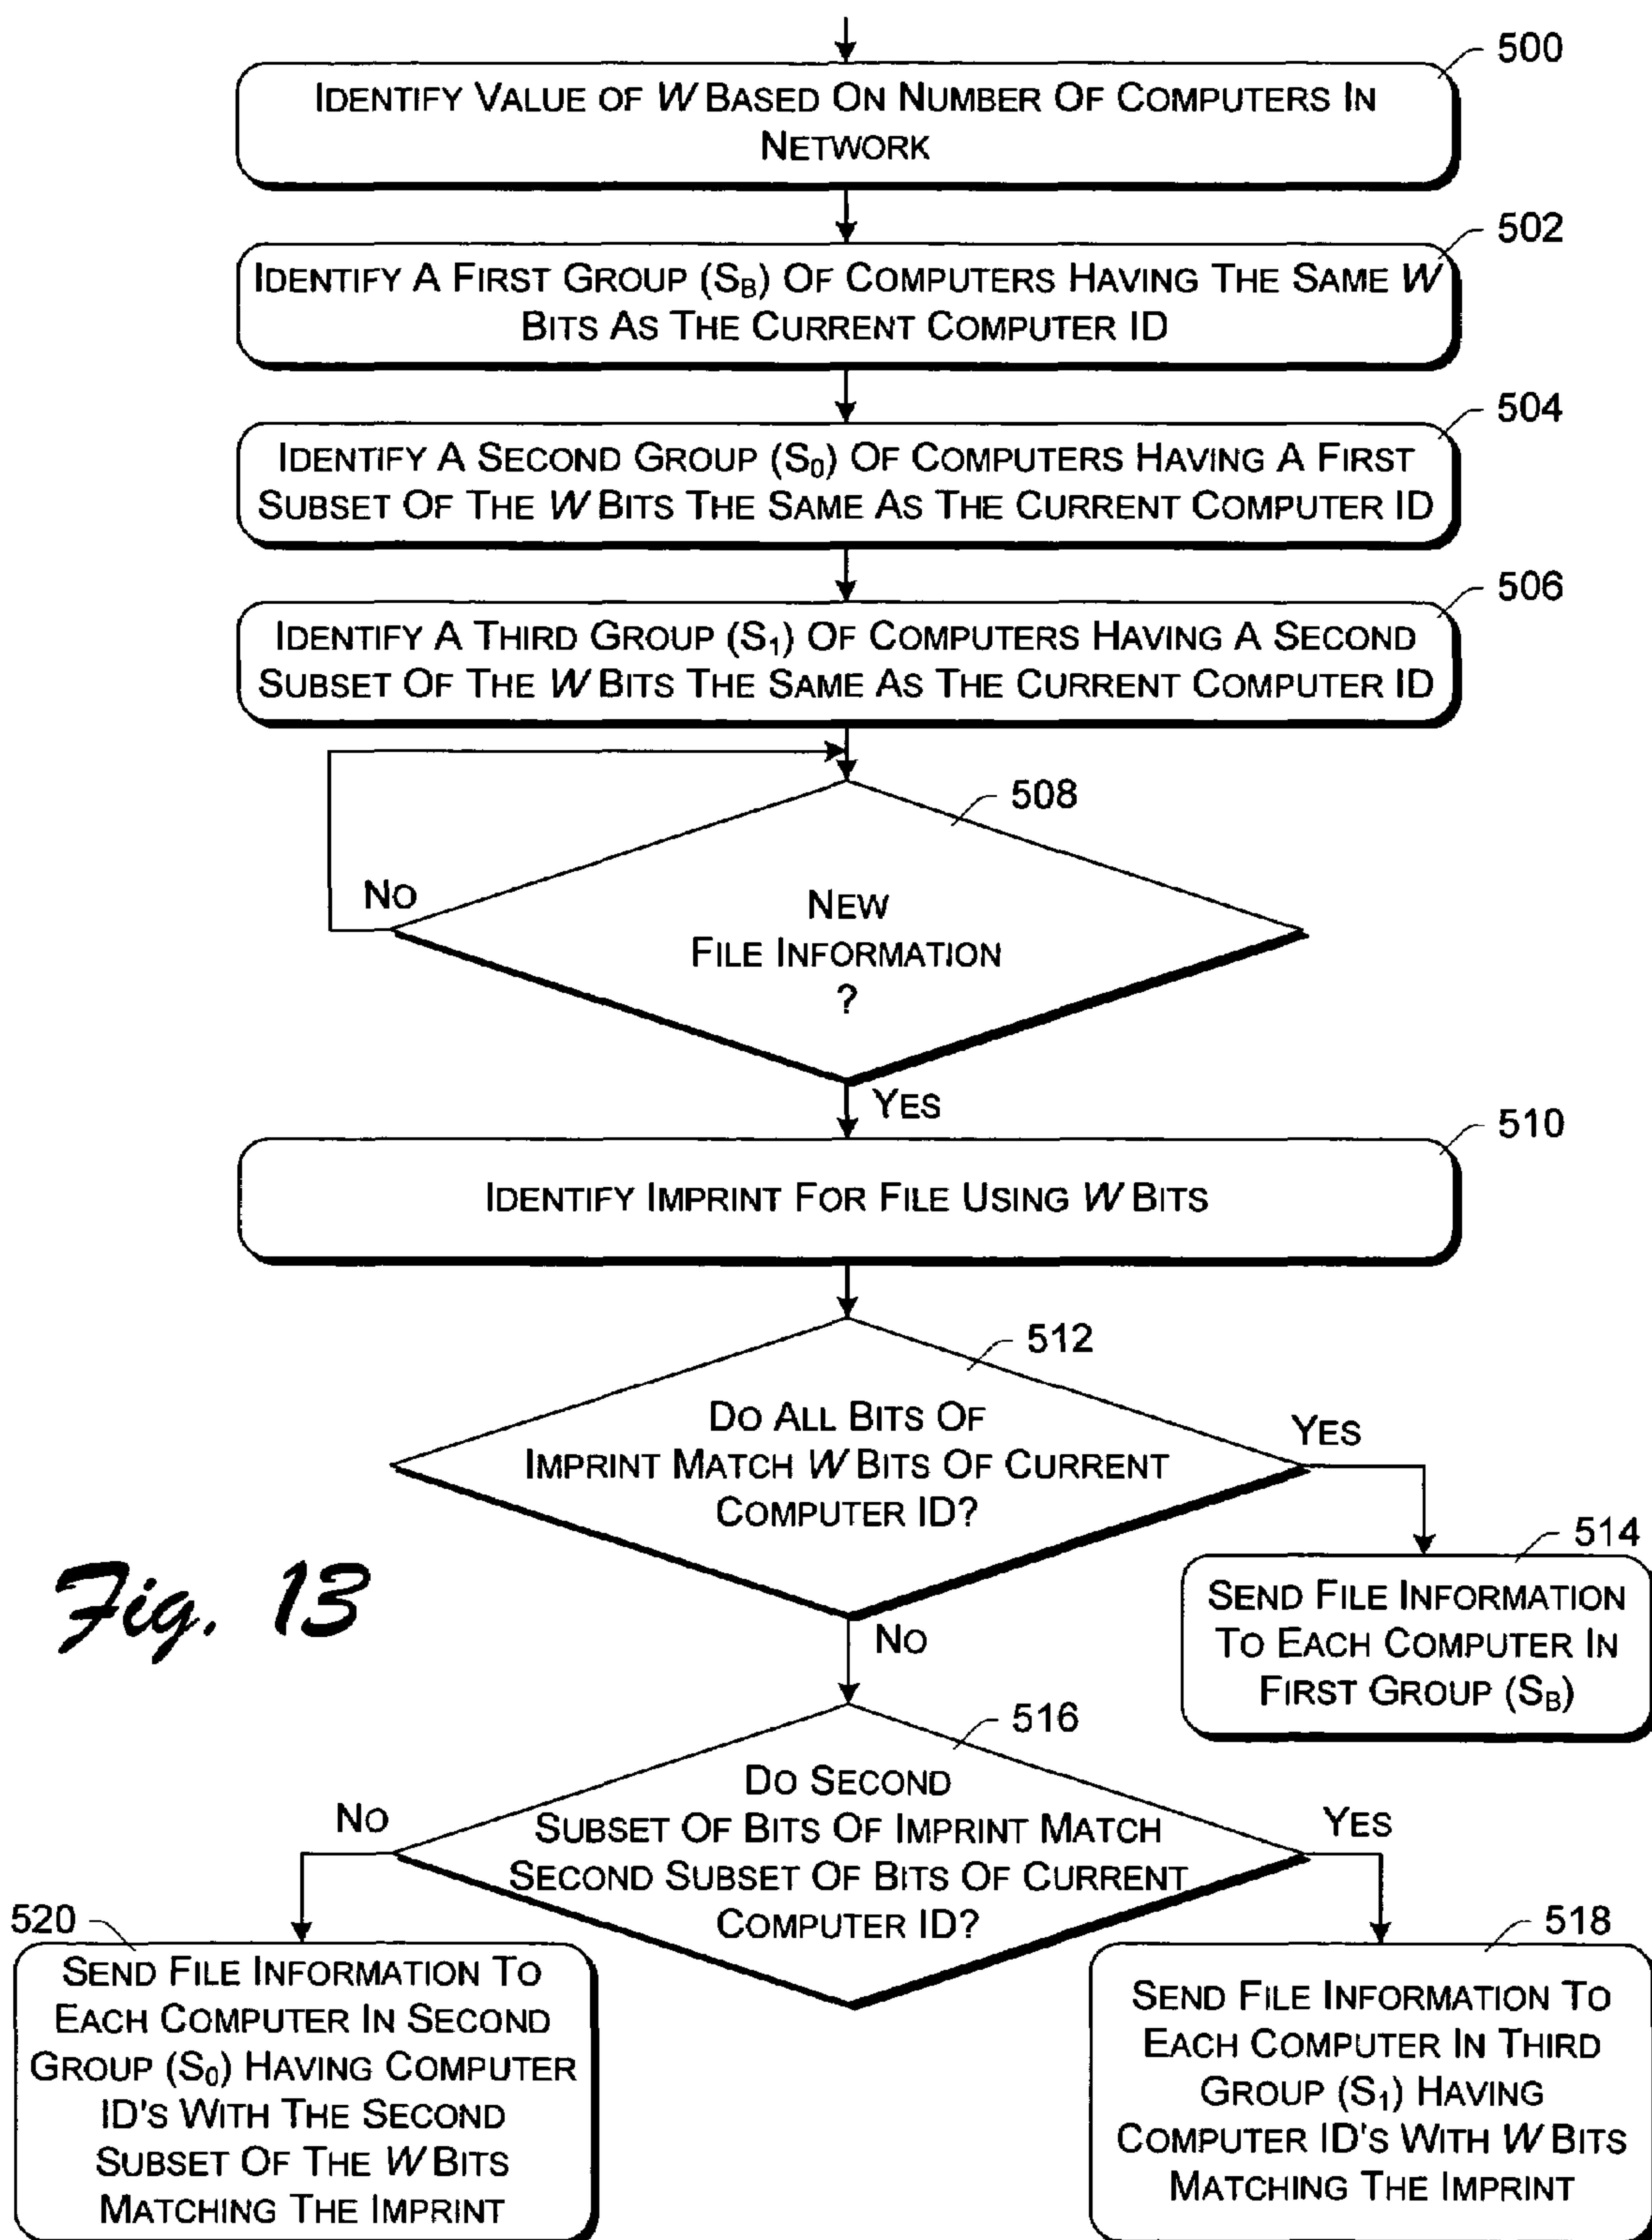 500
IDENTIFY VALUE OF W BASED ON NUMBER OF COMPUTERS IN
NETWORK
502
IDENTIFY A FIRST GROUP (SB) OF COMPUTERS HAVING THE SAME W
BITS AS THE CURRENT COMPUTER ID
504
IDENTIFY A SECOND GROUP (S0) OF COMPUTERS HAVING A FIRST
SUBSET OF THE W BITS THE SAME AS THE CURRENT COMPUTER ID
506
IDENTIFY A THIRD GROUP (S1) OF COMPUTERS HAVING A SECOND
SUBSET OF THE W BITS THE SAME AS THE CURRENT COMPUTER ID
508
NO
NEW
FILE INFORMATION
?
YES
510
IDENTIFY IMPRINT FOR FILE USING W BITS
512
DO ALL BITS OF
IMPRINT MATCH W BITS OF CURRENT
COMPUTER ID?
YES
514
SEND FILE INFORMATION
TO EACH COMPUTER IN
FIRST GROUP (SB)
Fig. 13
NO
516
DO SECOND
SUBSET OF BITS OF IMPRINT MATCH
SECOND SUBSET OF BITS OF CURRENT
COMPUTER ID?
NO
YES
520
SEND FILE INFORMATION TO
EACH COMPUTER IN SECOND
GROUP (S0) HAVING COMPUTER
ID'S WITH THE SECOND
SUBSET OF THE W BITS
MATCHING THE IMPRINT
518
SEND FILE INFORMATION TO
EACH COMPUTER IN THIRD
GROUP (S1) HAVING
COMPUTER ID'S WITH W BITS
MATCHING THE IMPRINT